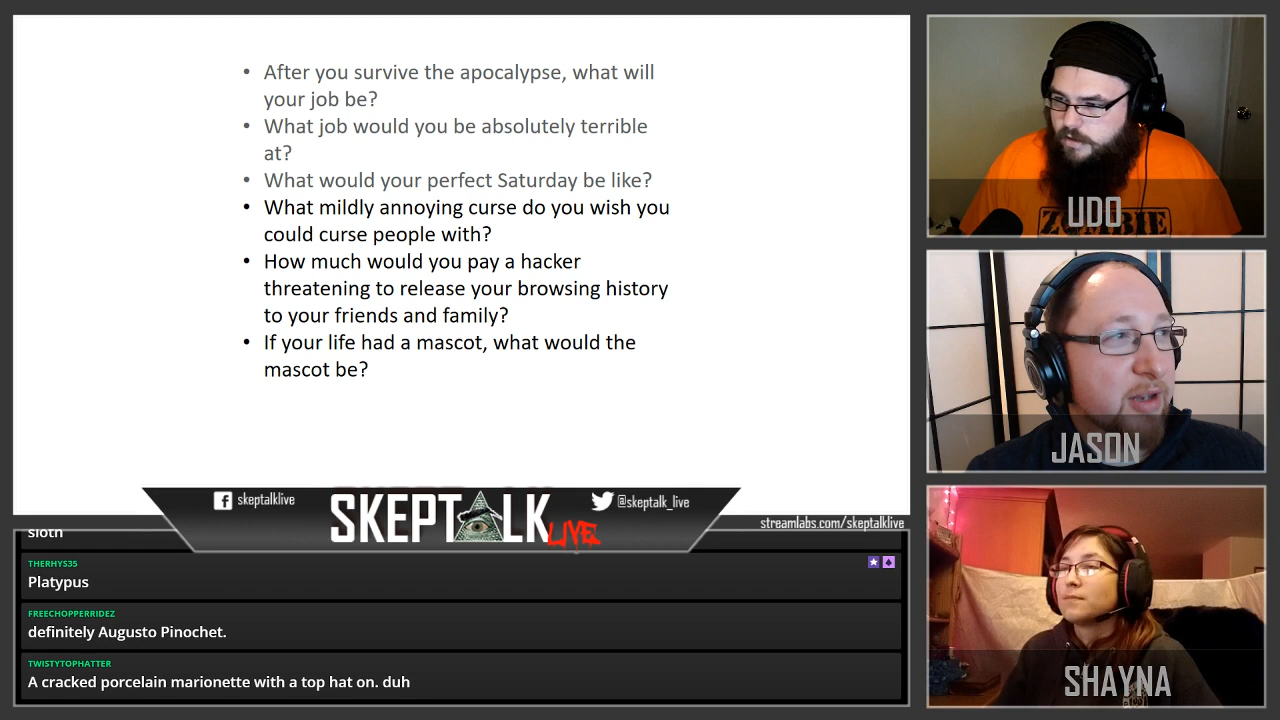 • After you survive the apocalypse, what will
your job be?
• What job would you be absolutely terrible
at?
• What would your perfect Saturday be like?
• What mildly annoying curse do you wish you
could curse people with?
• How much would you pay a hacker
threatening to release your browsing history
to your friends and family?
• If your life had a mascot, what would the
mascot be?
skeptalklive
SKEPTALK
LIVE
@skeptalk_live
streamlabs.com/skeptalklive
sloth
THERHYS35
Platypus
FREECHOPPERRIDEZ
definitely Augusto Pinochet.
TWISTYTOPHATTER
A cracked porcelain marionette with a top hat on. duh
UDO
ZOMBIE
JASON
SHAYNA